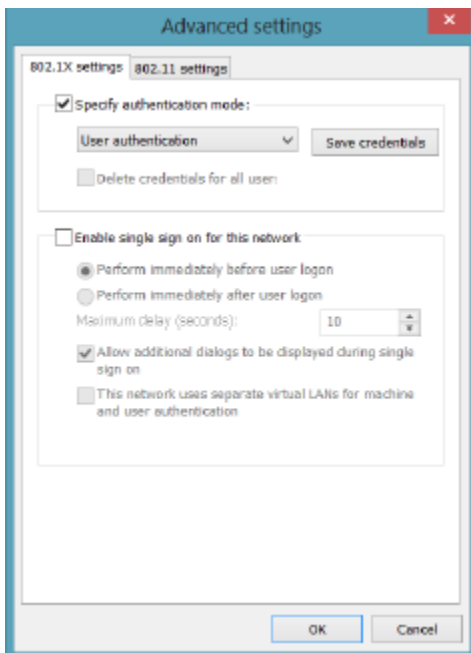 Advanced settings
802.1X settings 802.11 settings
Specify authentication mode:
User authentication Save credentials
Delete credentials for all users
Enable single sign on for this network
Perform immediately before user logon
Perform immediately after user logon
Maximum delay (seconds): 10
Allow additional dialogs to be displayed during single
sign on
This network uses separate virtual LANs for machine
and user authentication
OK Cancel